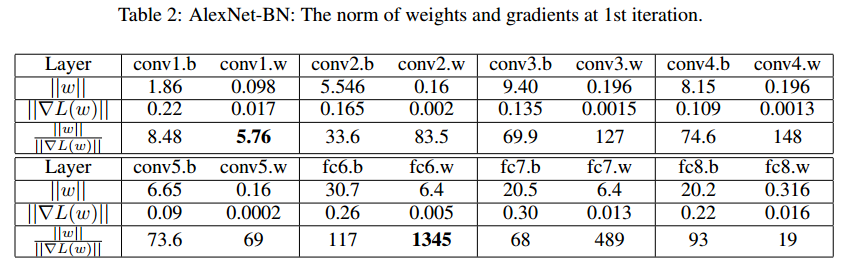 Table 2: AlexNet-BN: The norm of weights and gradients at 1st iteration.
Layer conv1.b conv1.w conv2.b conv2.w conv3.b conv3.w conv4.b conv4.w
||w|| 1.86 0.098 5.546 0.16 9.40 0.196 8.15 0.196
||∇L(w)|| 0.22 0.017 0.165 0.002 0.135 0.0015 0.109 0.0013
||w||/||∇L(w)|| 8.48 5.76 33.6 83.5 69.9 127 74.6 148
Layer conv5.b conv5.w fc6.b fc6.w fc7.b fc7.w fc8.b fc8.w
||w|| 6.65 0.16 30.7 6.4 20.5 6.4 20.2 0.316
||∇L(w)|| 0.09 0.0002 0.26 0.005 0.30 0.013 0.22 0.016
||w||/||∇L(w)|| 73.6 69 117 1345 68 489 93 19